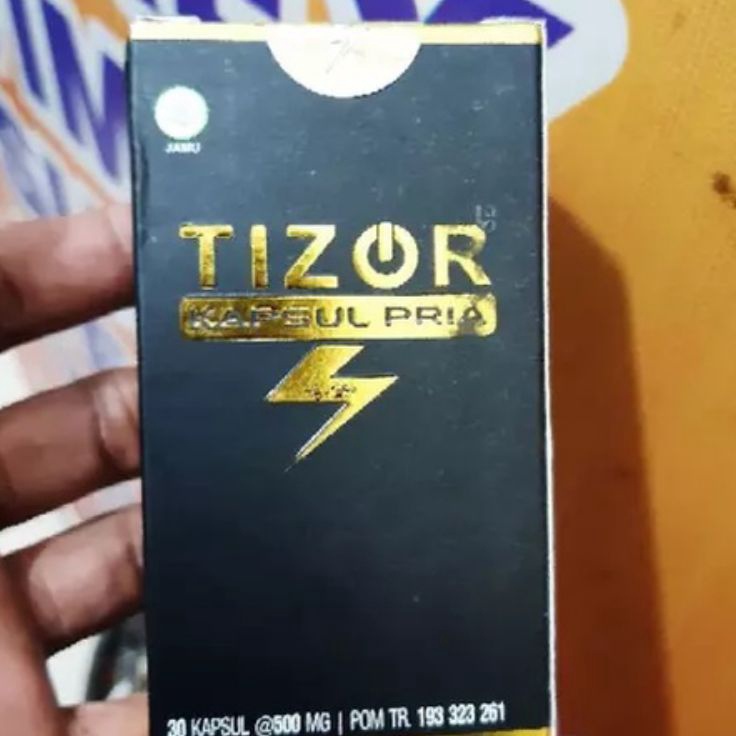 JAMU
TIZOR
KAPSUL PRIA
30 KAPSUL @500 MG | POM TR. 193 323 261